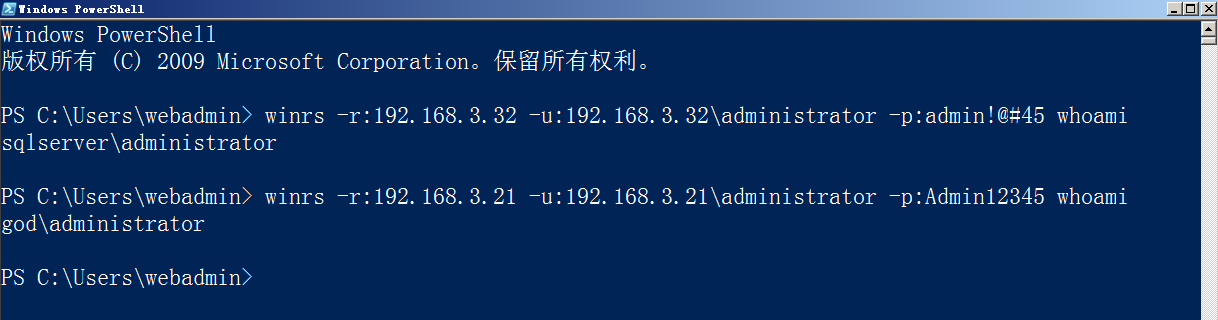 Windows PowerShell
Windows PowerShell
版权所有 (C) 2009 Microsoft Corporation。保留所有权利。
PS C:\Users\webadmin> winrs -r:192.168.3.32 -u:192.168.3.32\administrator -p:admin!@#45 whoami
sqlserver\administrator
PS C:\Users\webadmin> winrs -r:192.168.3.21 -u:192.168.3.21\administrator -p:Admin12345 whoami
god\administrator
PS C:\Users\webadmin>